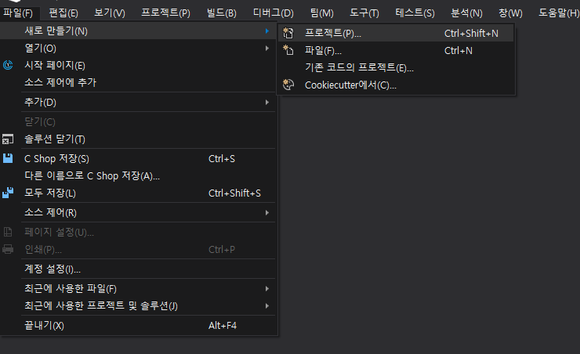 파일(F) 편집(E) 보기(V) 프로젝트(P) 빌드(B) 디버그(D) 팀(M) 도구(T) 테스트(S) 분석(N) 창(W) 도움말(H)
새로 만들기(N)
프로젝트(P)... Ctrl+Shift+N
열기(O)
파일(F)... Ctrl+N
시작 페이지(E)
기존 코드의 프로젝트(E)...
소스 제어에 추가
Cookiecutter에서(C)...
추가(D)
닫기(C)
솔루션 닫기(T)
C Shop 저장(S) Ctrl+S
다른 이름으로 C Shop 저장(A)...
모두 저장(L) Ctrl+Shift+S
소스 제어(R)
페이지 설정(U)...
인쇄(P)... Ctrl+P
계정 설정(I)...
최근에 사용한 파일(F)
최근에 사용한 프로젝트 및 솔루션(J)
끝내기(X) Alt+F4